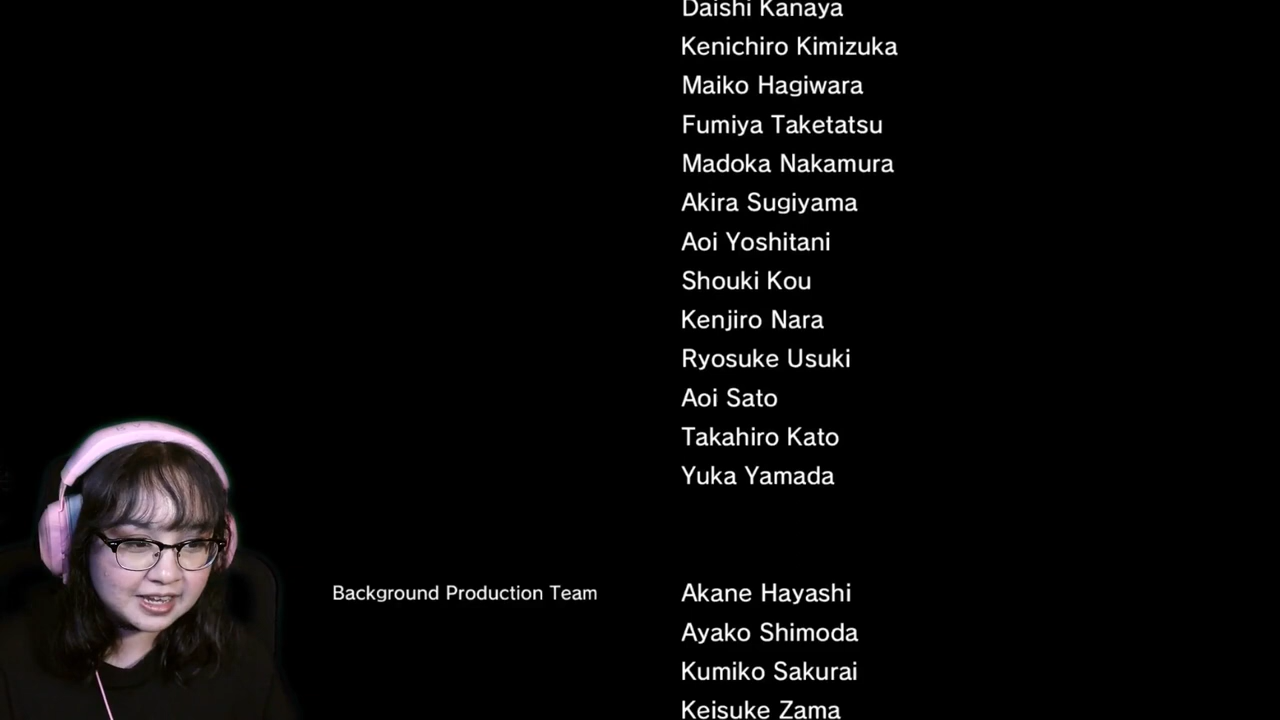 Daishi Kanaya
Kenichiro Kimizuka
Maiko Hagiwara
Fumiya Taketatsu
Madoka Nakamura
Akira Sugiyama
Aoi Yoshitani
Shouki Kou
Kenjiro Nara
Ryosuke Usuki
Aoi Sato
Takahiro Kato
Yuka Yamada
Background Production Team Akane Hayashi
Ayako Shimoda
Kumiko Sakurai
Keisuke Zama